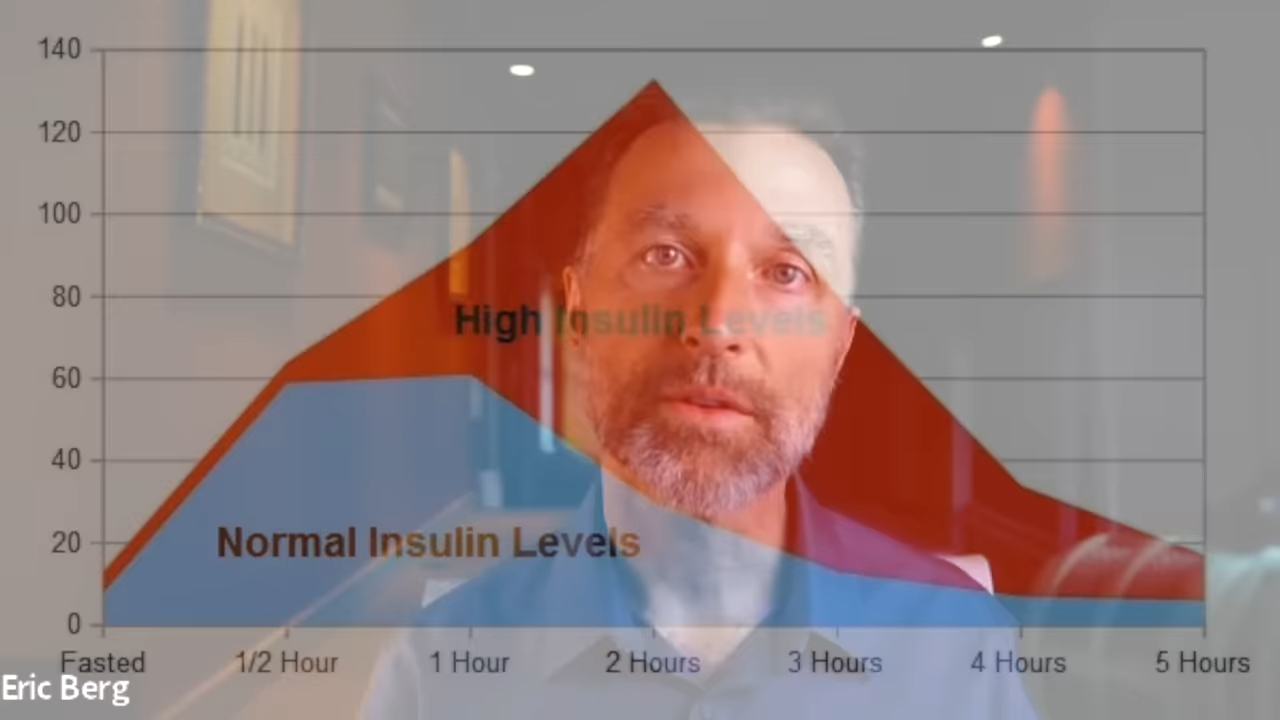 140
120
100
80
60
40
20
0
High Insulin Levels
Normal Insulin Levels
Fasted 1/2 Hour 1 Hour 2 Hours 3 Hours 4 Hours 5 Hours
Eric Berg